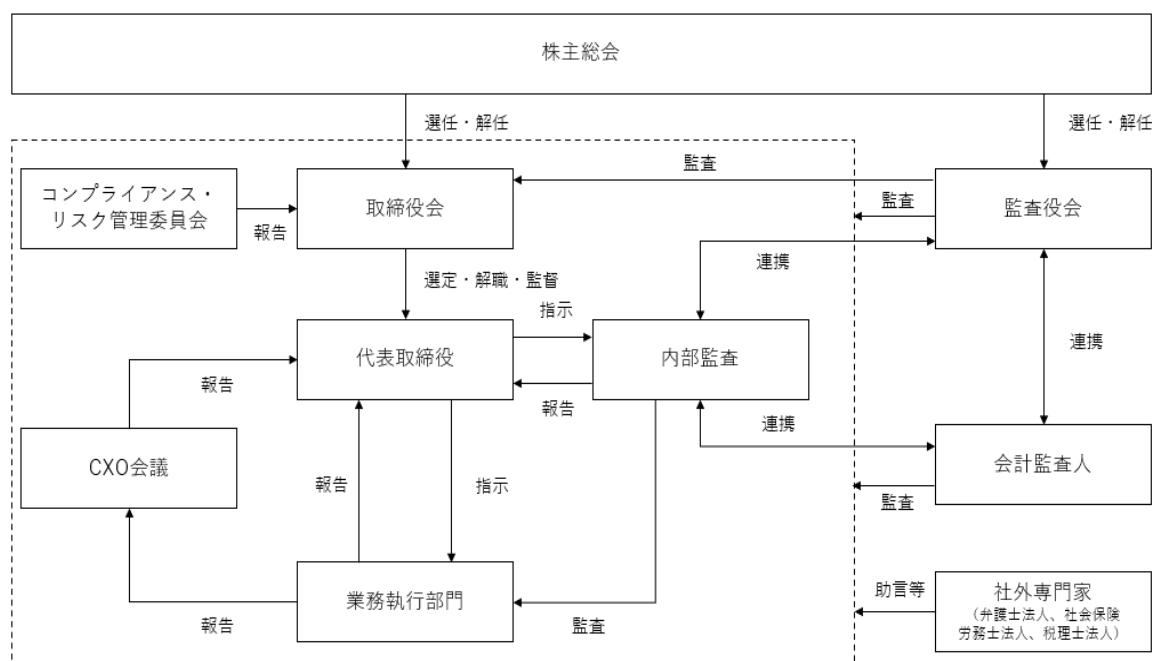 株主総会
選任・解任
選任・解任
監査
コンプライアンス・
リスク管理委員会
報告
取締役会
監査
監査役会
連携
選定・解職・監督
指示
代表取締役
内部監査
連携
報告
報告
連携
CXO会議
報告
指示
会計監査人
監査
業務執行部門
報告
監査
助言等
社外専門家
（弁護士法人、社会保険
労務士法人、税理士法人）